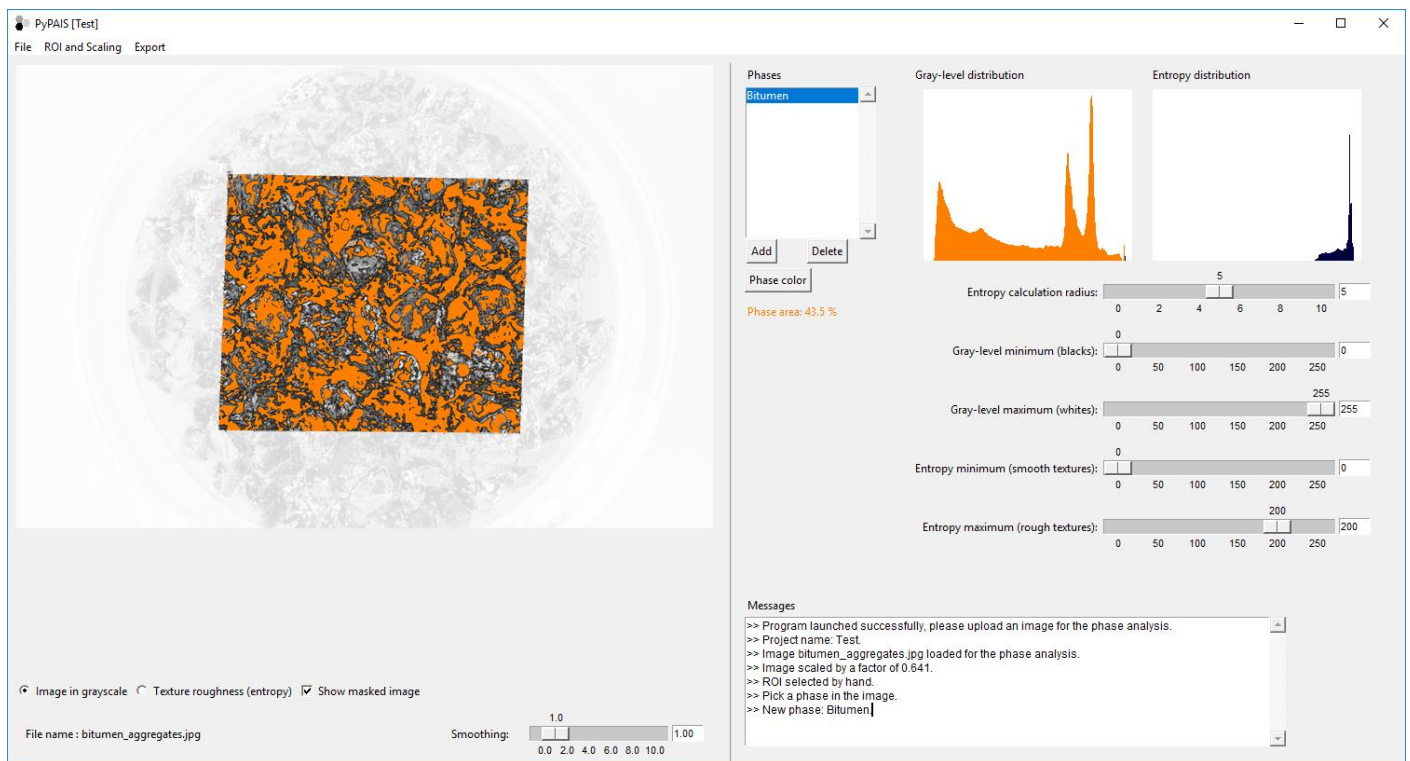 PyPAIS [Test]
File ROI and Scaling Export
Phases
Bitumen
Add Delete
Phase color
Phase area: 43.5 %
Gray-level distribution
Entropy distribution
5
Entropy calculation radius: 5
0 2 4 6 8 10
0
Gray-level minimum (blacks): 0
0 50 100 150 200 250
255
Gray-level maximum (whites): 255
0 50 100 150 200 250
0
Entropy minimum (smooth textures): 0
0 50 100 150 200 250
200
Entropy maximum (rough textures): 200
0 50 100 150 200 250
Messages
>> Program launched successfully, please upload an image for the phase analysis.
>> Project name: Test.
>> Image bitumen_aggregates.jpg loaded for the phase analysis.
>> Image scaled by a factor of 0.641.
>> ROI selected by hand.
>> Pick a phase in the image.
>> New phase: Bitumen.
Image in grayscale Texture roughness (entropy) Show masked image
1.0
File name : bitumen_aggregates.jpg Smoothing: 1.00
0.0 2.0 4.0 6.0 8.0 10.0